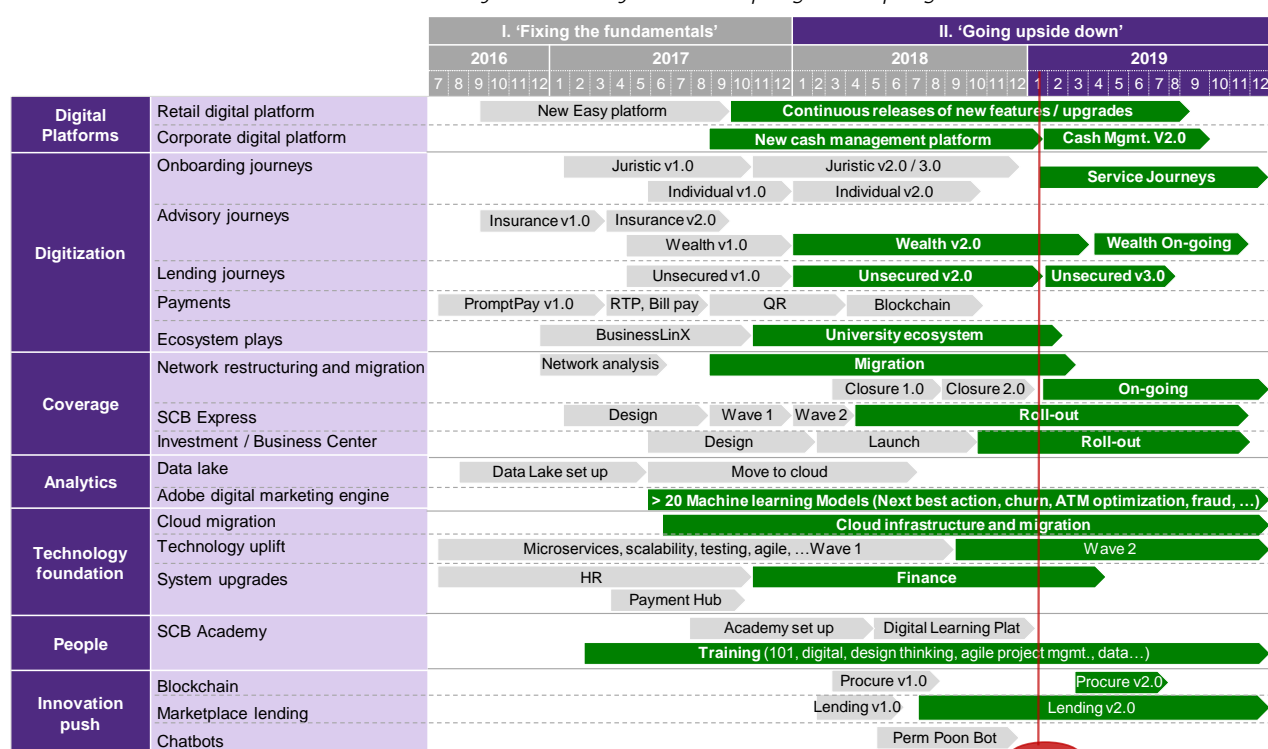 I. 'Fixing the fundamentals' II. 'Going upside down'
2016 2017 2018 2019
7 8 9 10 11 12 1 2 3 4 5 6 7 8 9 10 11 12 1 2 3 4 5 6 7 8 9 10 11 12 1 2 3 4 5 6 7 8 9 10 11 12
Digital Platforms
Retail digital platform New Easy platform Continuous releases of new features / upgrades
Corporate digital platform New cash management platform Cash Mgmt. V2.0
Digitization
Onboarding journeys Juristic v1.0 Juristic v2.0 / 3.0 Service Journeys
Individual v1.0 Individual v2.0
Advisory journeys Insurance v1.0 Insurance v2.0
Wealth v1.0 Wealth v2.0 Wealth On-going
Lending journeys Unsecured v1.0 Unsecured v2.0 Unsecured v3.0
Payments PromptPay v1.0 RTP, Bill pay QR Blockchain
Ecosystem plays BusinessLinX University ecosystem
Coverage
Network restructuring and migration Network analysis Migration
Closure 1.0 Closure 2.0 On-going
SCB Express Design Wave 1 Wave 2 Roll-out
Investment / Business Center Design Launch Roll-out
Analytics
Data lake Data Lake set up Move to cloud
Adobe digital marketing engine > 20 Machine learning Models (Next best action, churn, ATM optimization, fraud, …)
Technology foundation
Cloud migration Cloud infrastructure and migration
Technology uplift Microservices, scalability, testing, agile, …Wave 1 Wave 2
System upgrades HR Finance
Payment Hub
People
SCB Academy Academy set up Digital Learning Plat
Training (101, digital, design thinking, agile project mgmt., data…)
Innovation push
Blockchain Procure v1.0 Procure v2.0
Marketplace lending Lending v1.0 Lending v2.0
Chatbots Perm Poon Bot